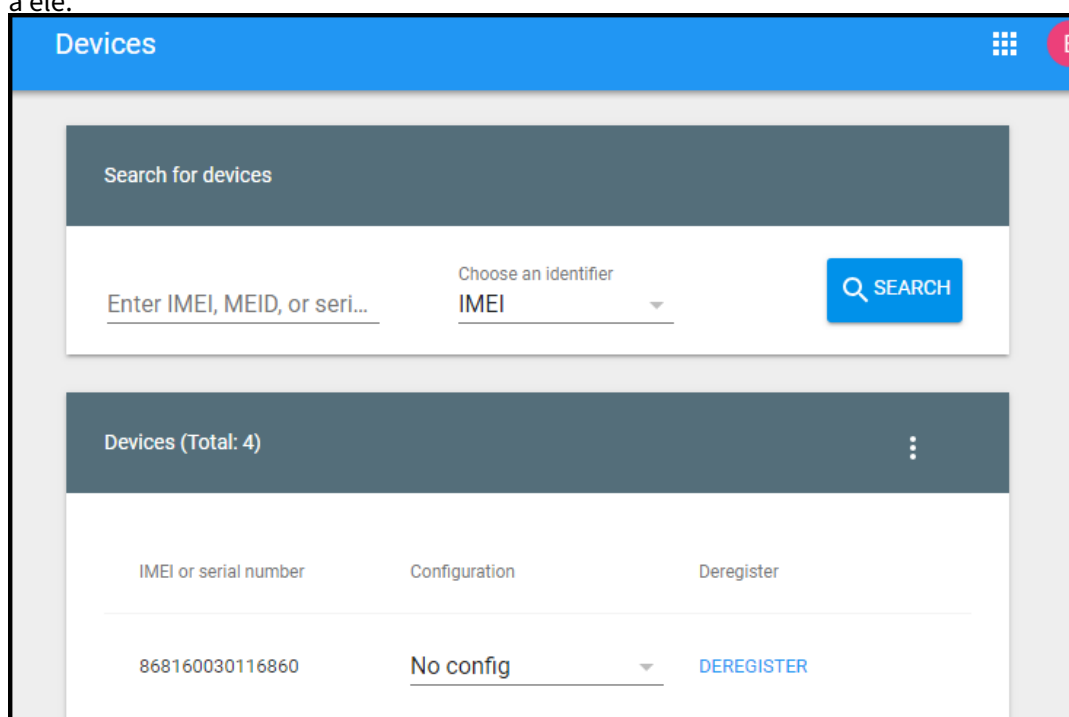 a ele.
Devices
Search for devices
Choose an identifier
Enter IMEI, MEID, or seri...
IMEI
SEARCH
Devices (Total: 4)
IMEI or serial number Configuration Deregister
868160030116860 No config DEREGISTER